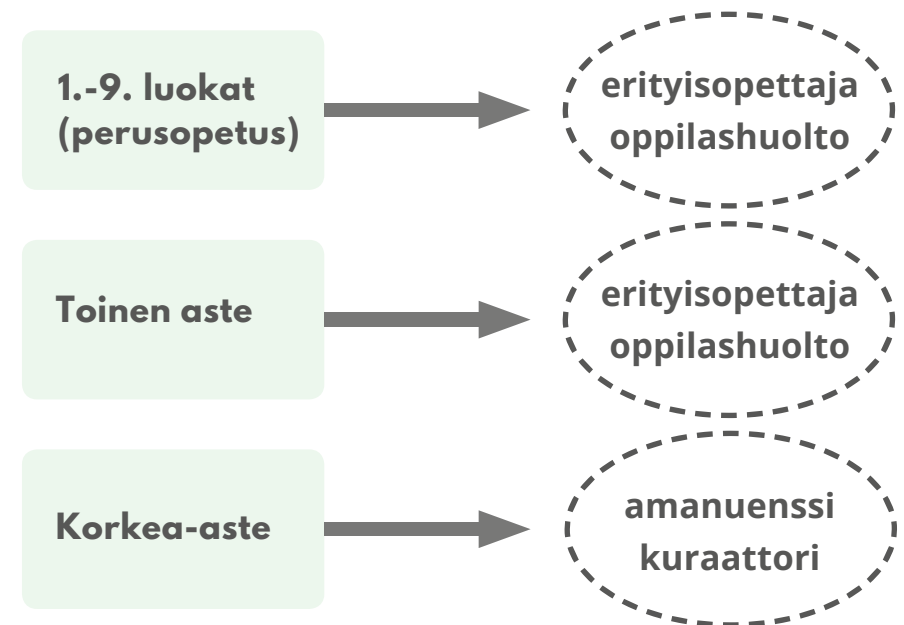 1.-9. luokat
(perusopetus)
erityisopettaja
oppilashuolto
Toinen aste
erityisopettaja
oppilashuolto
Korkea-aste
amanuenssi
kuraattori